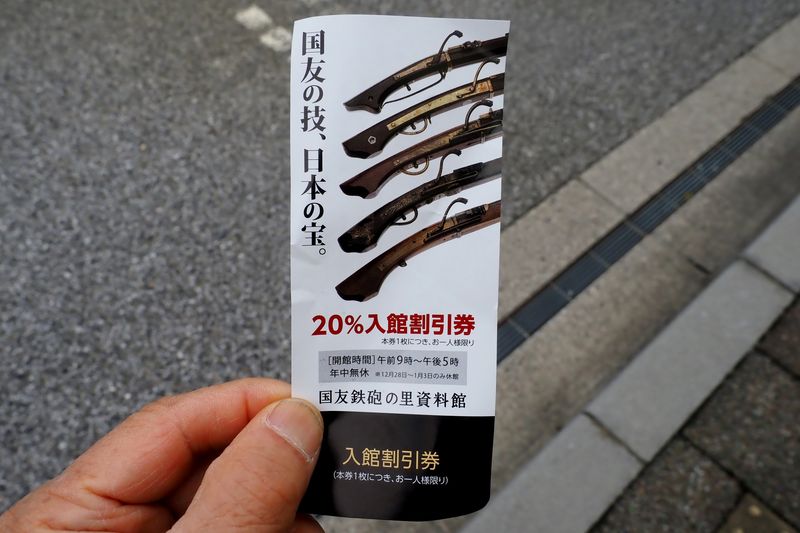 国友の技、日本の宝。
20%入館割引券
本券1枚につき、お一人様限り
［開館時間］午前9時〜午後5時
年中無休 ※12月28日〜1月3日のみ休館
国友鉄砲の里資料館
入館割引券
(本券1枚につき、お一人様限り)